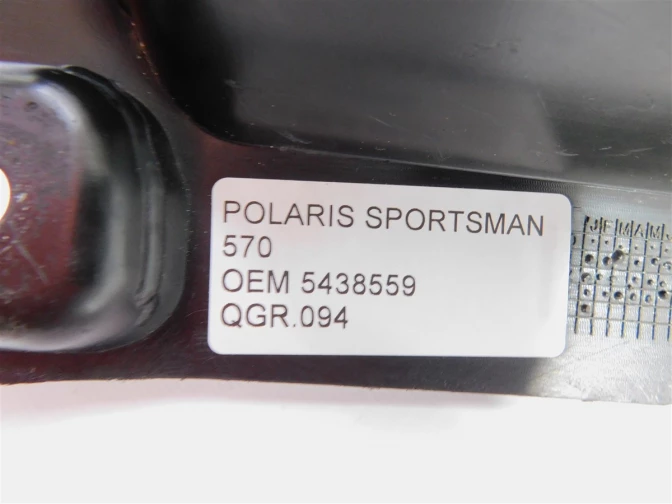 POLARIS SPORTSMAN
570
OEM 5438559
QGR.094
J F M A M